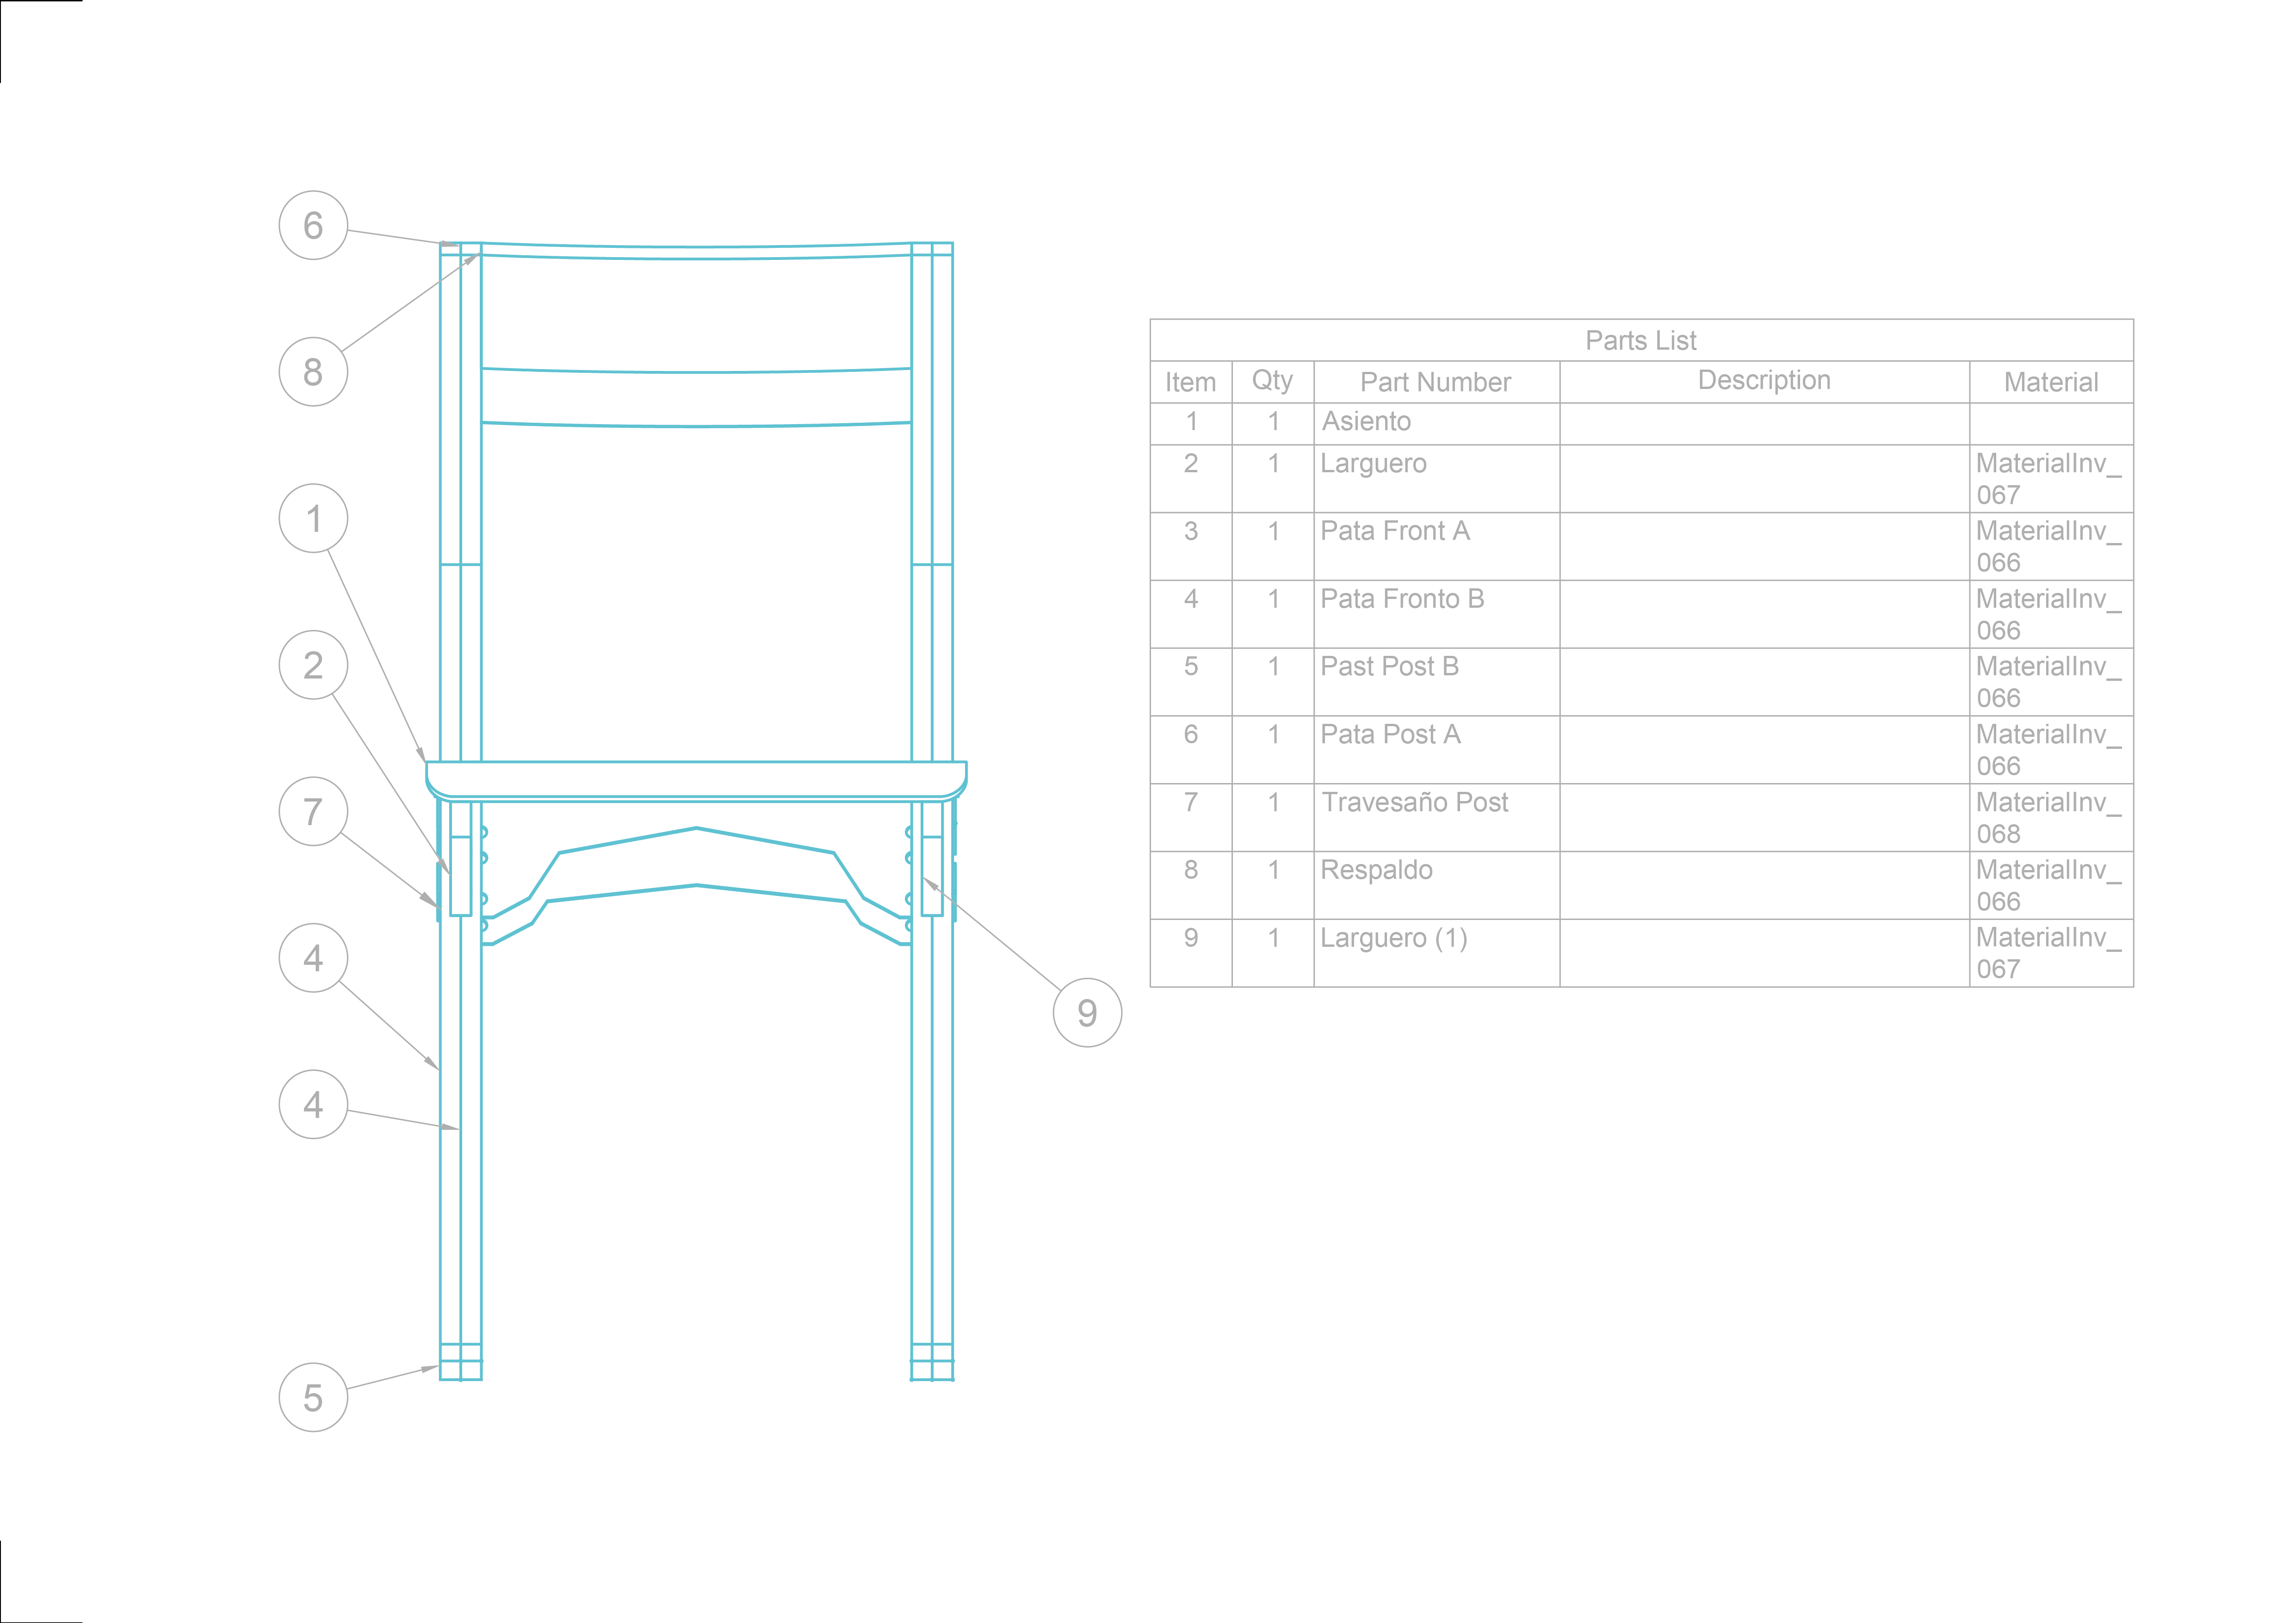 6
8
1
2
7
4
4
5
9
Parts List
Item Qty Part Number Description Material
1 1 Asiento
2 1 Larguero MaterialInv_
067
3 1 Pata Front A MaterialInv_
066
4 1 Pata Fronto B MaterialInv_
066
5 1 Past Post B MaterialInv_
066
6 1 Pata Post A MaterialInv_
066
7 1 Travesaño Post MaterialInv_
068
8 1 Respaldo MaterialInv_
066
9 1 Larguero (1) MaterialInv_
067